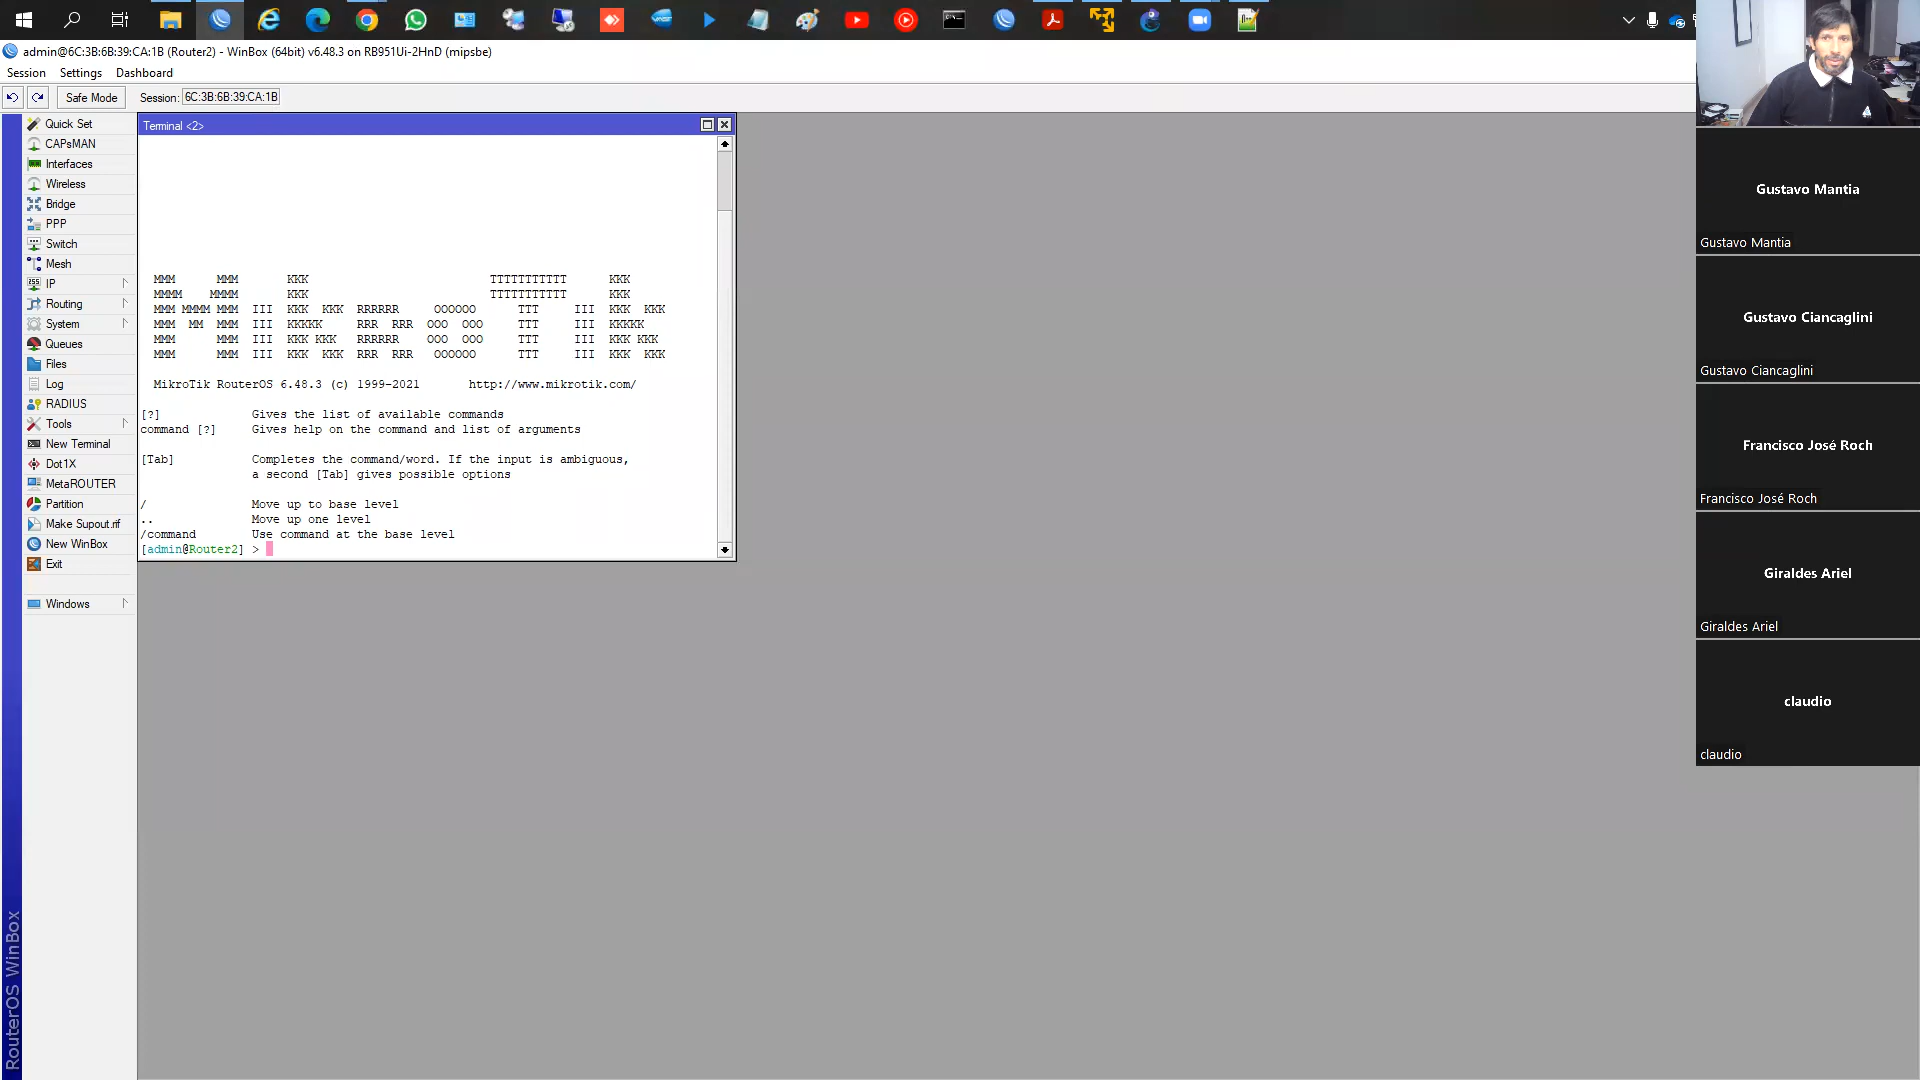 admin@6C:3B:6B:39:CA:1B (Router2) - WinBox (64bit) v6.48.3 on RB951Ui-2HnD (mipsbe)
Session Settings Dashboard
Safe Mode Session: 6C:3B:6B:39:CA:1B
Quick Set
CAPsMAN
Interfaces
Wireless
Bridge
PPP
Switch
Mesh
IP
Routing
System
Queues
Files
Log
RADIUS
Tools
New Terminal
Dot1X
MetaROUTER
Partition
Make Supout.rif
New WinBox
Exit
Windows
RouterOS WinBox
Terminal <2>
MMM      MMM       KKK                          TTTTTTTTTTT      KKK
MMMM    MMMM       KKK                          TTTTTTTTTTT      KKK
MMM MMMM MMM  III  KKK  KKK  RRRRRR     OOOOOO      TTT     III  KKK  KKK
MMM  MM  MMM  III  KKKKK     RRR  RRR  OOO  OOO     TTT     III  KKKKK
MMM      MMM  III  KKK KKK   RRRRRR    OOO  OOO     TTT     III  KKK KKK
MMM      MMM  III  KKK  KKK  RRR  RRR   OOOOOO      TTT     III  KKK  KKK
MikroTik RouterOS 6.48.3 (c) 1999-2021       http://www.mikrotik.com/
[?]             Gives the list of available commands
command [?]     Gives help on the command and list of arguments
[Tab]           Completes the command/word. If the input is ambiguous,
a second [Tab] gives possible options
/               Move up to base level
..              Move up one level
/command        Use command at the base level
[admin@Router2] >
Gustavo Mantia
Gustavo Mantia
Gustavo Ciancaglini
Gustavo Ciancaglini
Francisco José Roch
Francisco José Roch
Giraldes Ariel
Giraldes Ariel
claudio
claudio